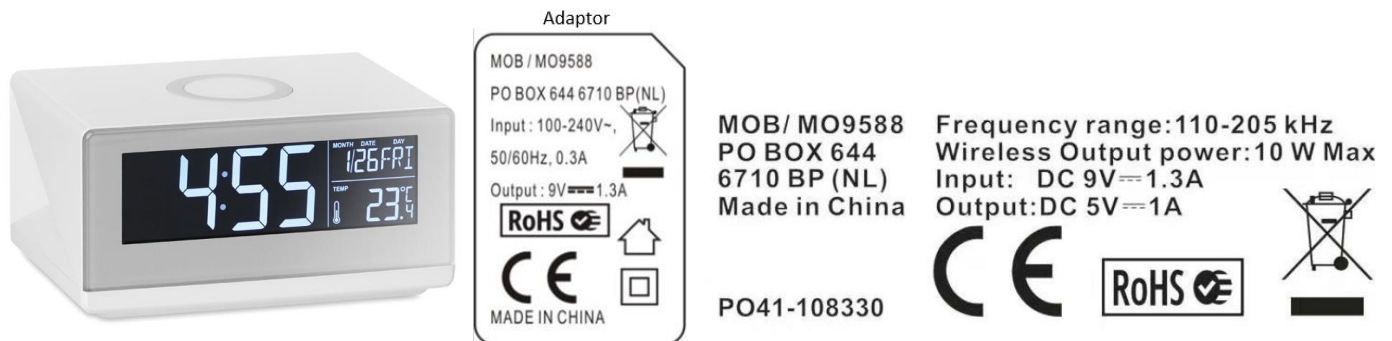 4:55
MONTH DATE DAY
1/26FRI
TEMP
23.4°C
Adaptor
MOB / MO9588
PO BOX 644 6710 BP(NL)
Input : 100-240V~,
50/60Hz, 0.3A
Output : 9V⎓1.3A
RoHS
CE
MADE IN CHINA
MOB/ MO9588
PO BOX 644
6710 BP (NL)
Made in China
PO41-108330
Frequency range:110-205 kHz
Wireless Output power:10 W Max
Input: DC 9V⎓1.3A
Output:DC 5V⎓1A
CE
RoHS